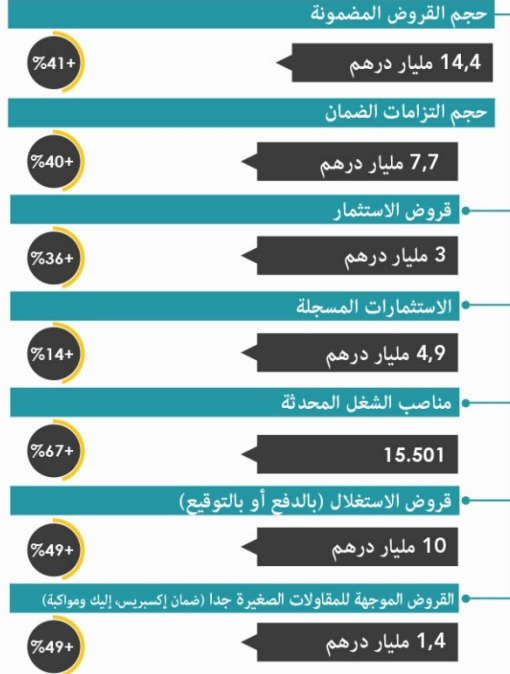 حجم القروض المضمونة
14,4 مليار درهم
%41+
حجم التزامات الضمان
7,7 مليار درهم
%40+
قروض الاستثمار
3 مليار درهم
%36+
الاستثمارات المسجلة
4,9 مليار درهم
%14+
مناصب الشغل المحدثة
15.501
%67+
قروض الاستغلال (بالدفع أو بالتوقيع)
10 مليار درهم
%49+
القروض الموجهة للمقاولات الصغيرة جدا (ضمان إكسبريس، إليك ومواكبة)
1,4 مليار درهم
%49+